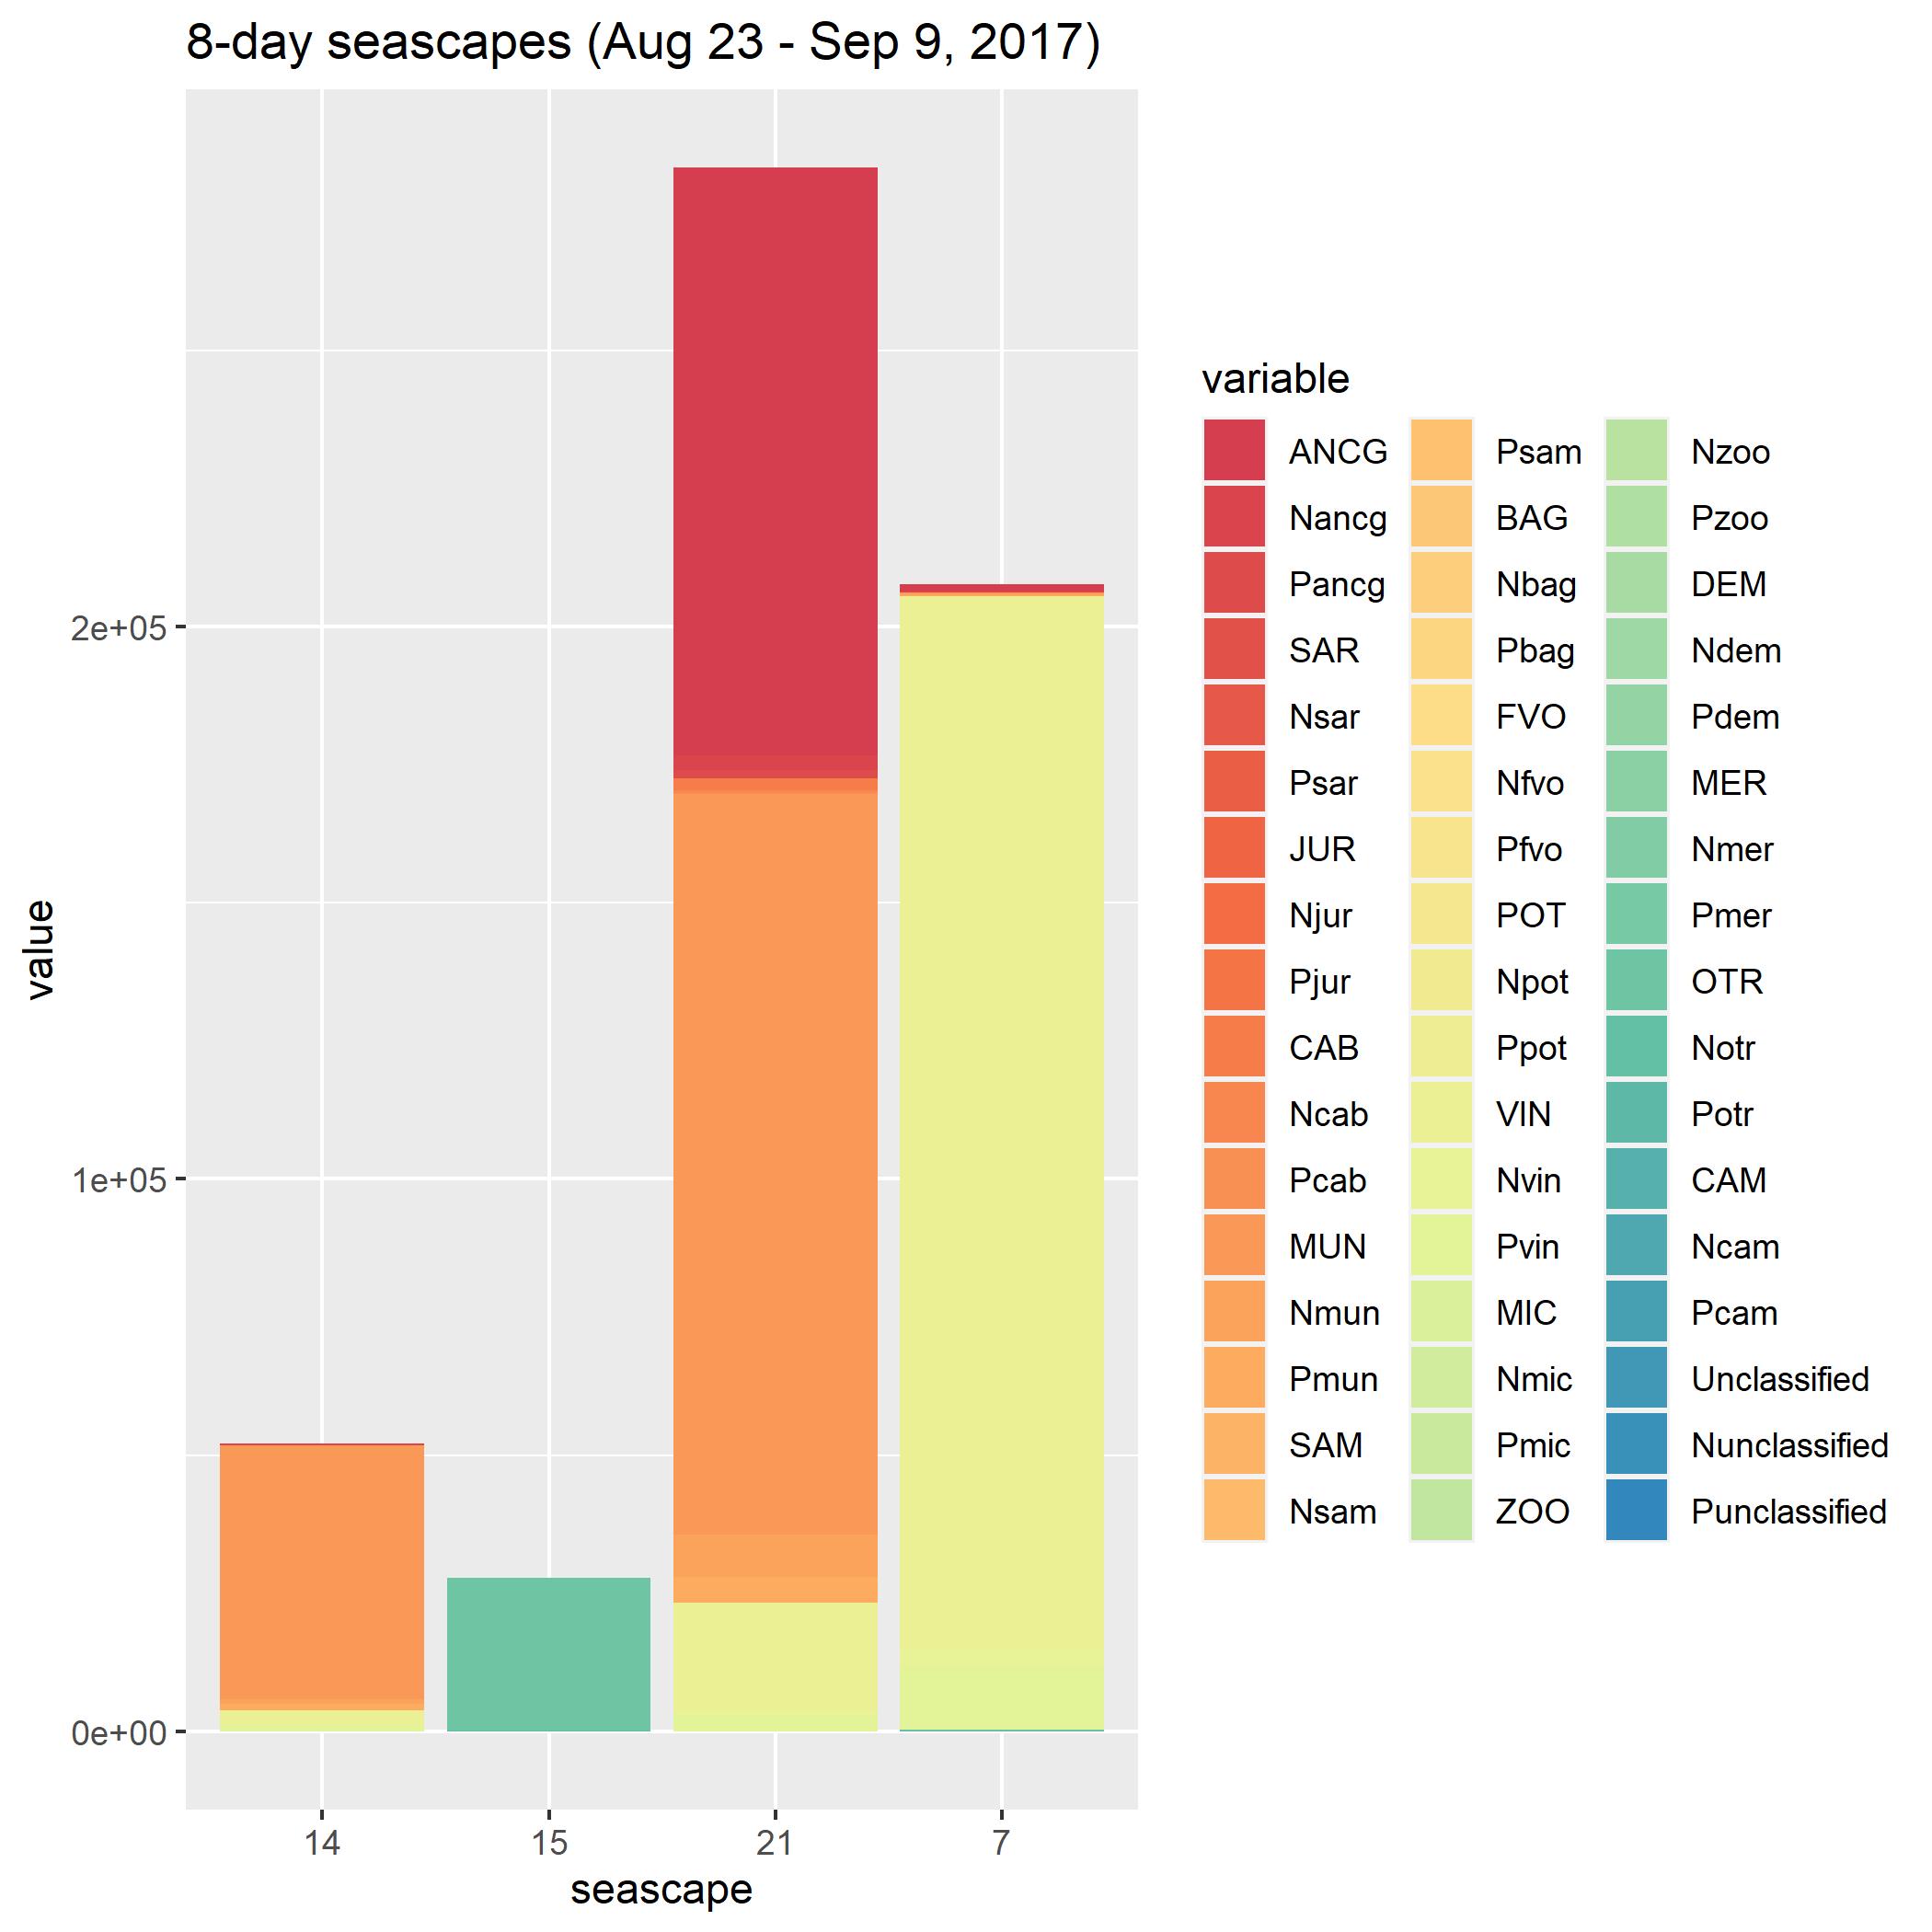 8-day seascapes (Aug 23 - Sep 9, 2017)
value
2e+05
1e+05
0e+00
14
15
21
7
seascape
variable
ANCG
Nancg
Pancg
SAR
Nsar
Psar
JUR
Njur
Pjur
CAB
Ncab
Pcab
MUN
Nmun
Pmun
SAM
Nsam
Psam
BAG
Nbag
Pbag
FVO
Nfvo
Pfvo
POT
Npot
Ppot
VIN
Nvin
Pvin
MIC
Nmic
Pmic
ZOO
Nzoo
Pzoo
DEM
Ndem
Pdem
MER
Nmer
Pmer
OTR
Notr
Potr
CAM
Ncam
Pcam
Unclassified
Nunclassified
Punclassified